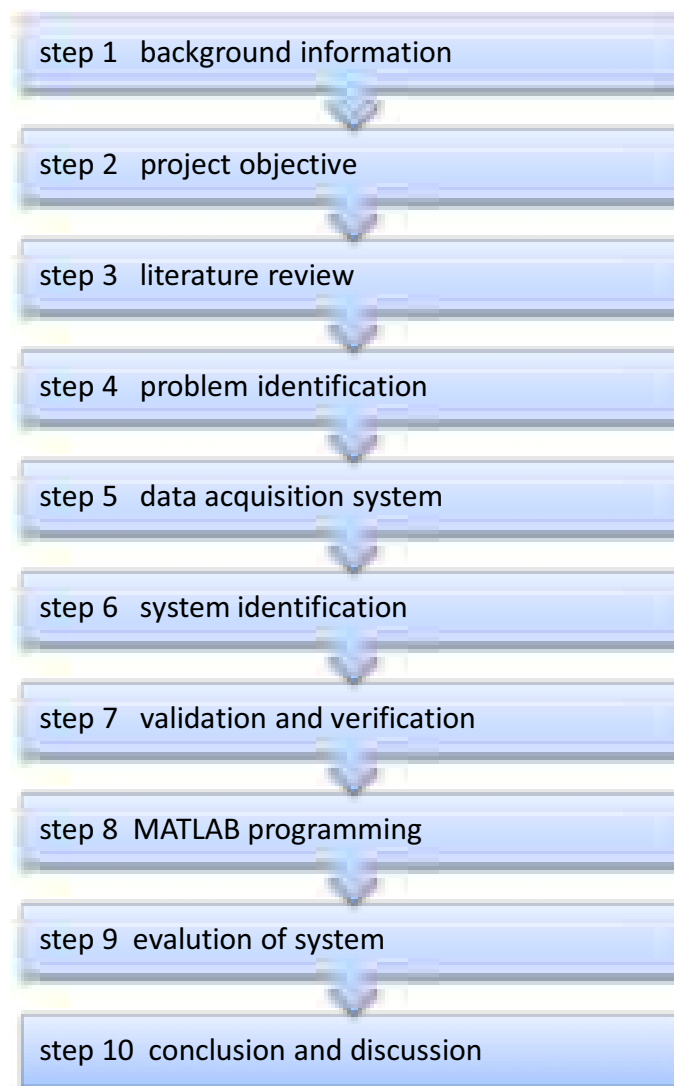 step 1 background information
step 2 project objective
step 3 literature review
step 4 problem identification
step 5 data acquisition system
step 6 system identification
step 7 validation and verification
step 8 MATLAB programming
step 9 evalution of system
step 10 conclusion and discussion